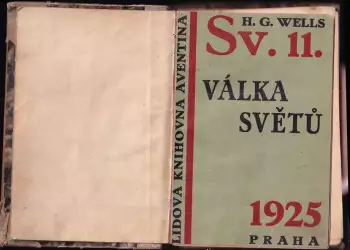 LIDOVÁ KNIHOVNA AVENTINA
H. G. WELLS
Sv. 11.
VÁLKA
SVĚTŮ
1925
PRAHA